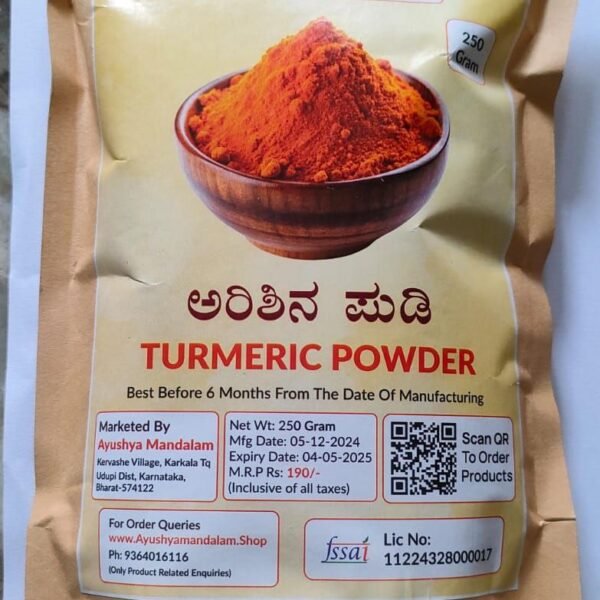 250
Gram
ಅರಿಶಿನ ಪುಡಿ
TURMERIC POWDER
Best Before 6 Months From The Date Of Manufacturing
Marketed By
Ayushya Mandalam
Kervashe Village, Karkala Tq
Udupi Dist, Karnataka,
Bharat-574122
Net Wt: 250 Gram
Mfg Date: 05-12-2024
Expiry Date: 04-05-2025
M.R.P Rs: 190/-
(Inclusive of all taxes)
Scan QR
To Order
Products
For Order Queries
www.Ayushyamandalam.Shop
Ph: 9364016116
(Only Product Related Enquiries)
fssai
Lic No:
11224328000017